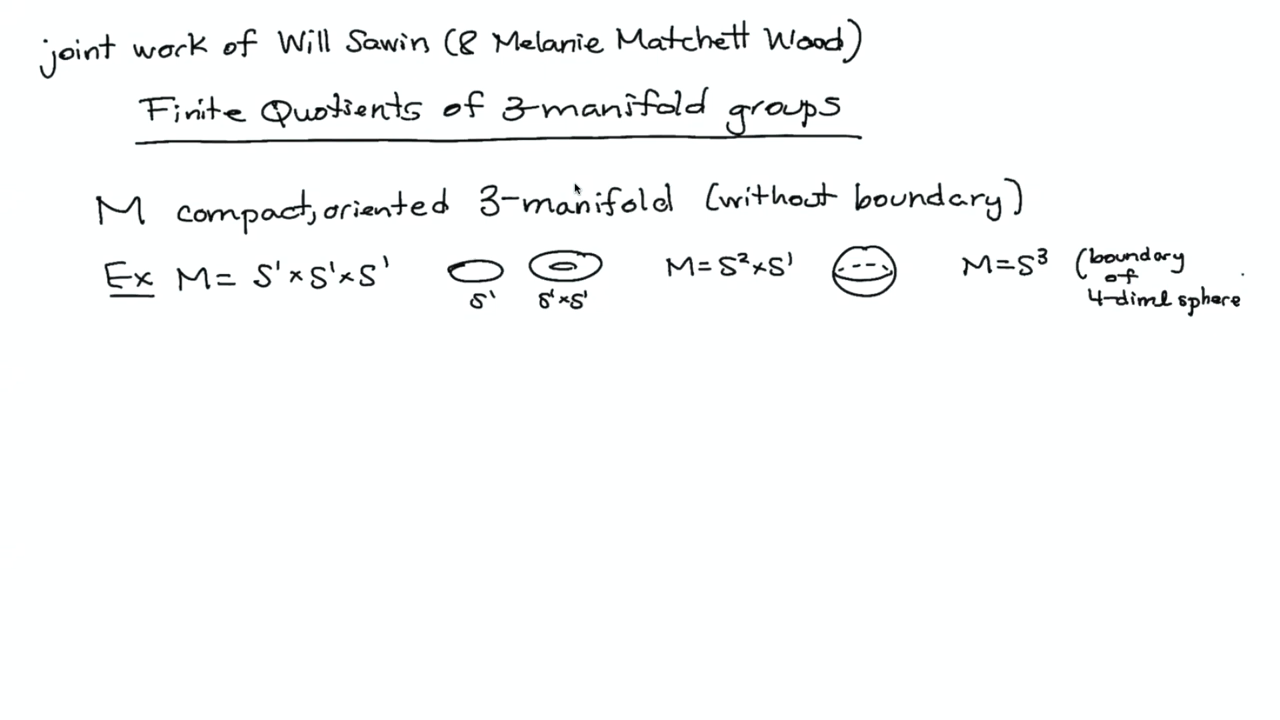 joint work of Will Sawin (& Melanie Matchett Wood)
Finite Quotients of 3-manifold groups
M compact, oriented 3-manifold (without boundary)
Ex M = S¹ × S¹ × S¹ S¹ S¹×S¹ M = S² × S¹ M = S³ (boundary
of
4-diml sphere